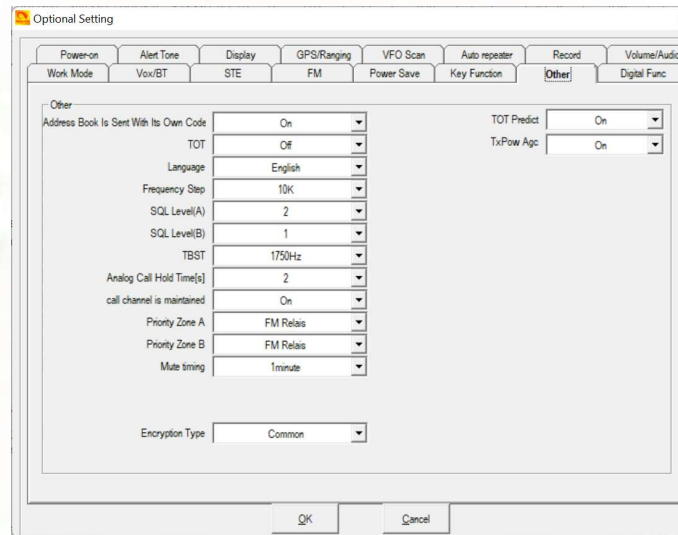 Optional Setting
Power-on Alert Tone Display GPS/Ranging VFO Scan Auto repeater Record Volume/Audio
Work Mode Vox/BT STE FM Power Save Key Function Other Digital Func
Other
Address Book Is Sent With Its Own Code On TOT Predict On
TOT Off TxPow Agc On
Language English
Frequency Step 10K
SQL Level(A) 2
SQL Level(B) 1
TBST 1750Hz
Analog Call Hold Time[s] 2
call channel is maintained On
Priority Zone A FM Relais
Priority Zone B FM Relais
Mute timing 1minute
Encryption Type Common
OK Cancel